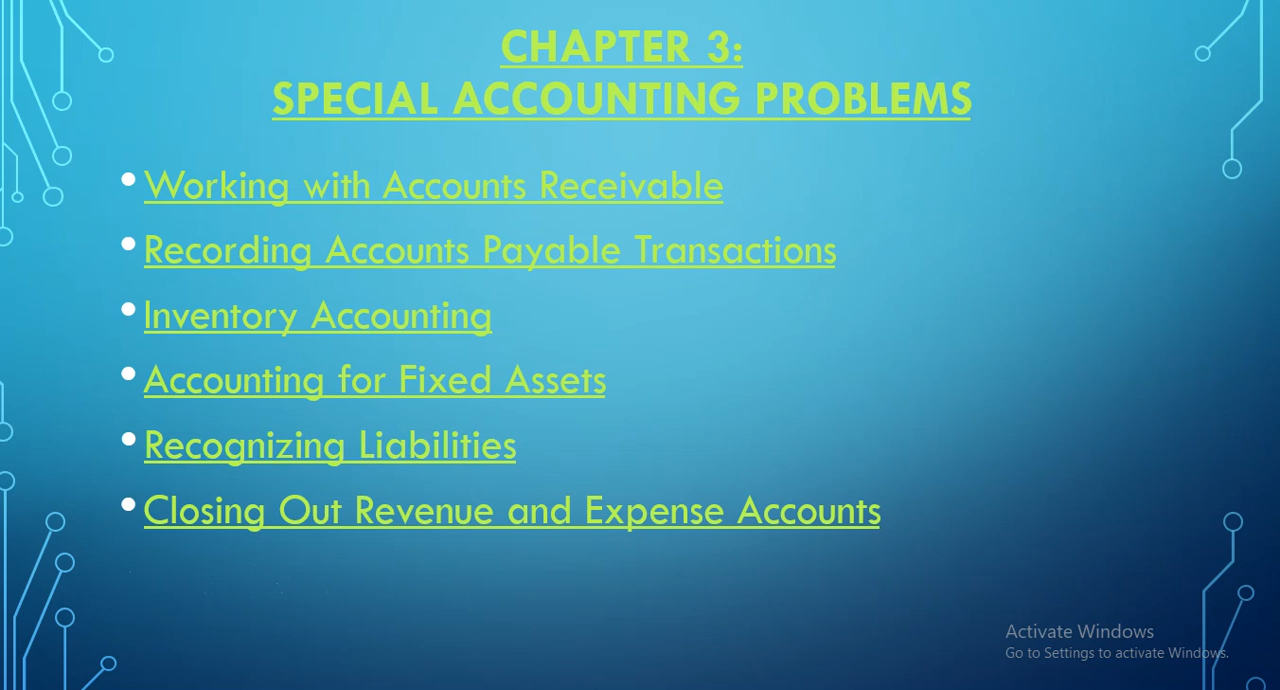 CHAPTER 3:
SPECIAL ACCOUNTING PROBLEMS
• Working with Accounts Receivable
• Recording Accounts Payable Transactions
• Inventory Accounting
• Accounting for Fixed Assets
• Recognizing Liabilities
• Closing Out Revenue and Expense Accounts
Activate Windows
Go to Settings to activate Windows.